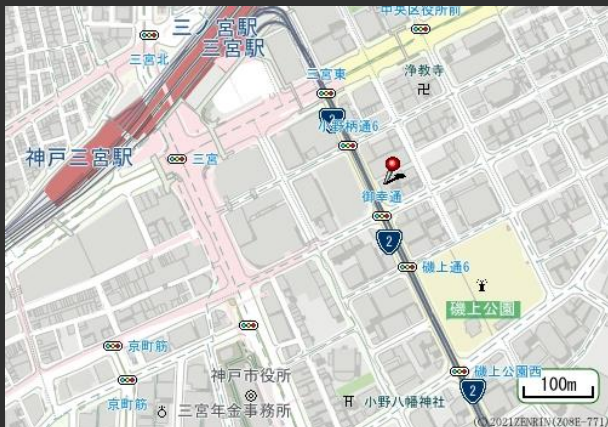 中央区役所前
三ノ宮駅
三宮駅
三宮北
三宮東
浄教寺
2
小野柄通6
神戸三宮駅
三宮
御幸通
2
磯上通6
磯上公園
京町筋
神戸市役所
磯上公園西
2
100m
京町筋
三宮年金事務所
小野八幡神社
(C)2021ZENRIN(Z08E-771)